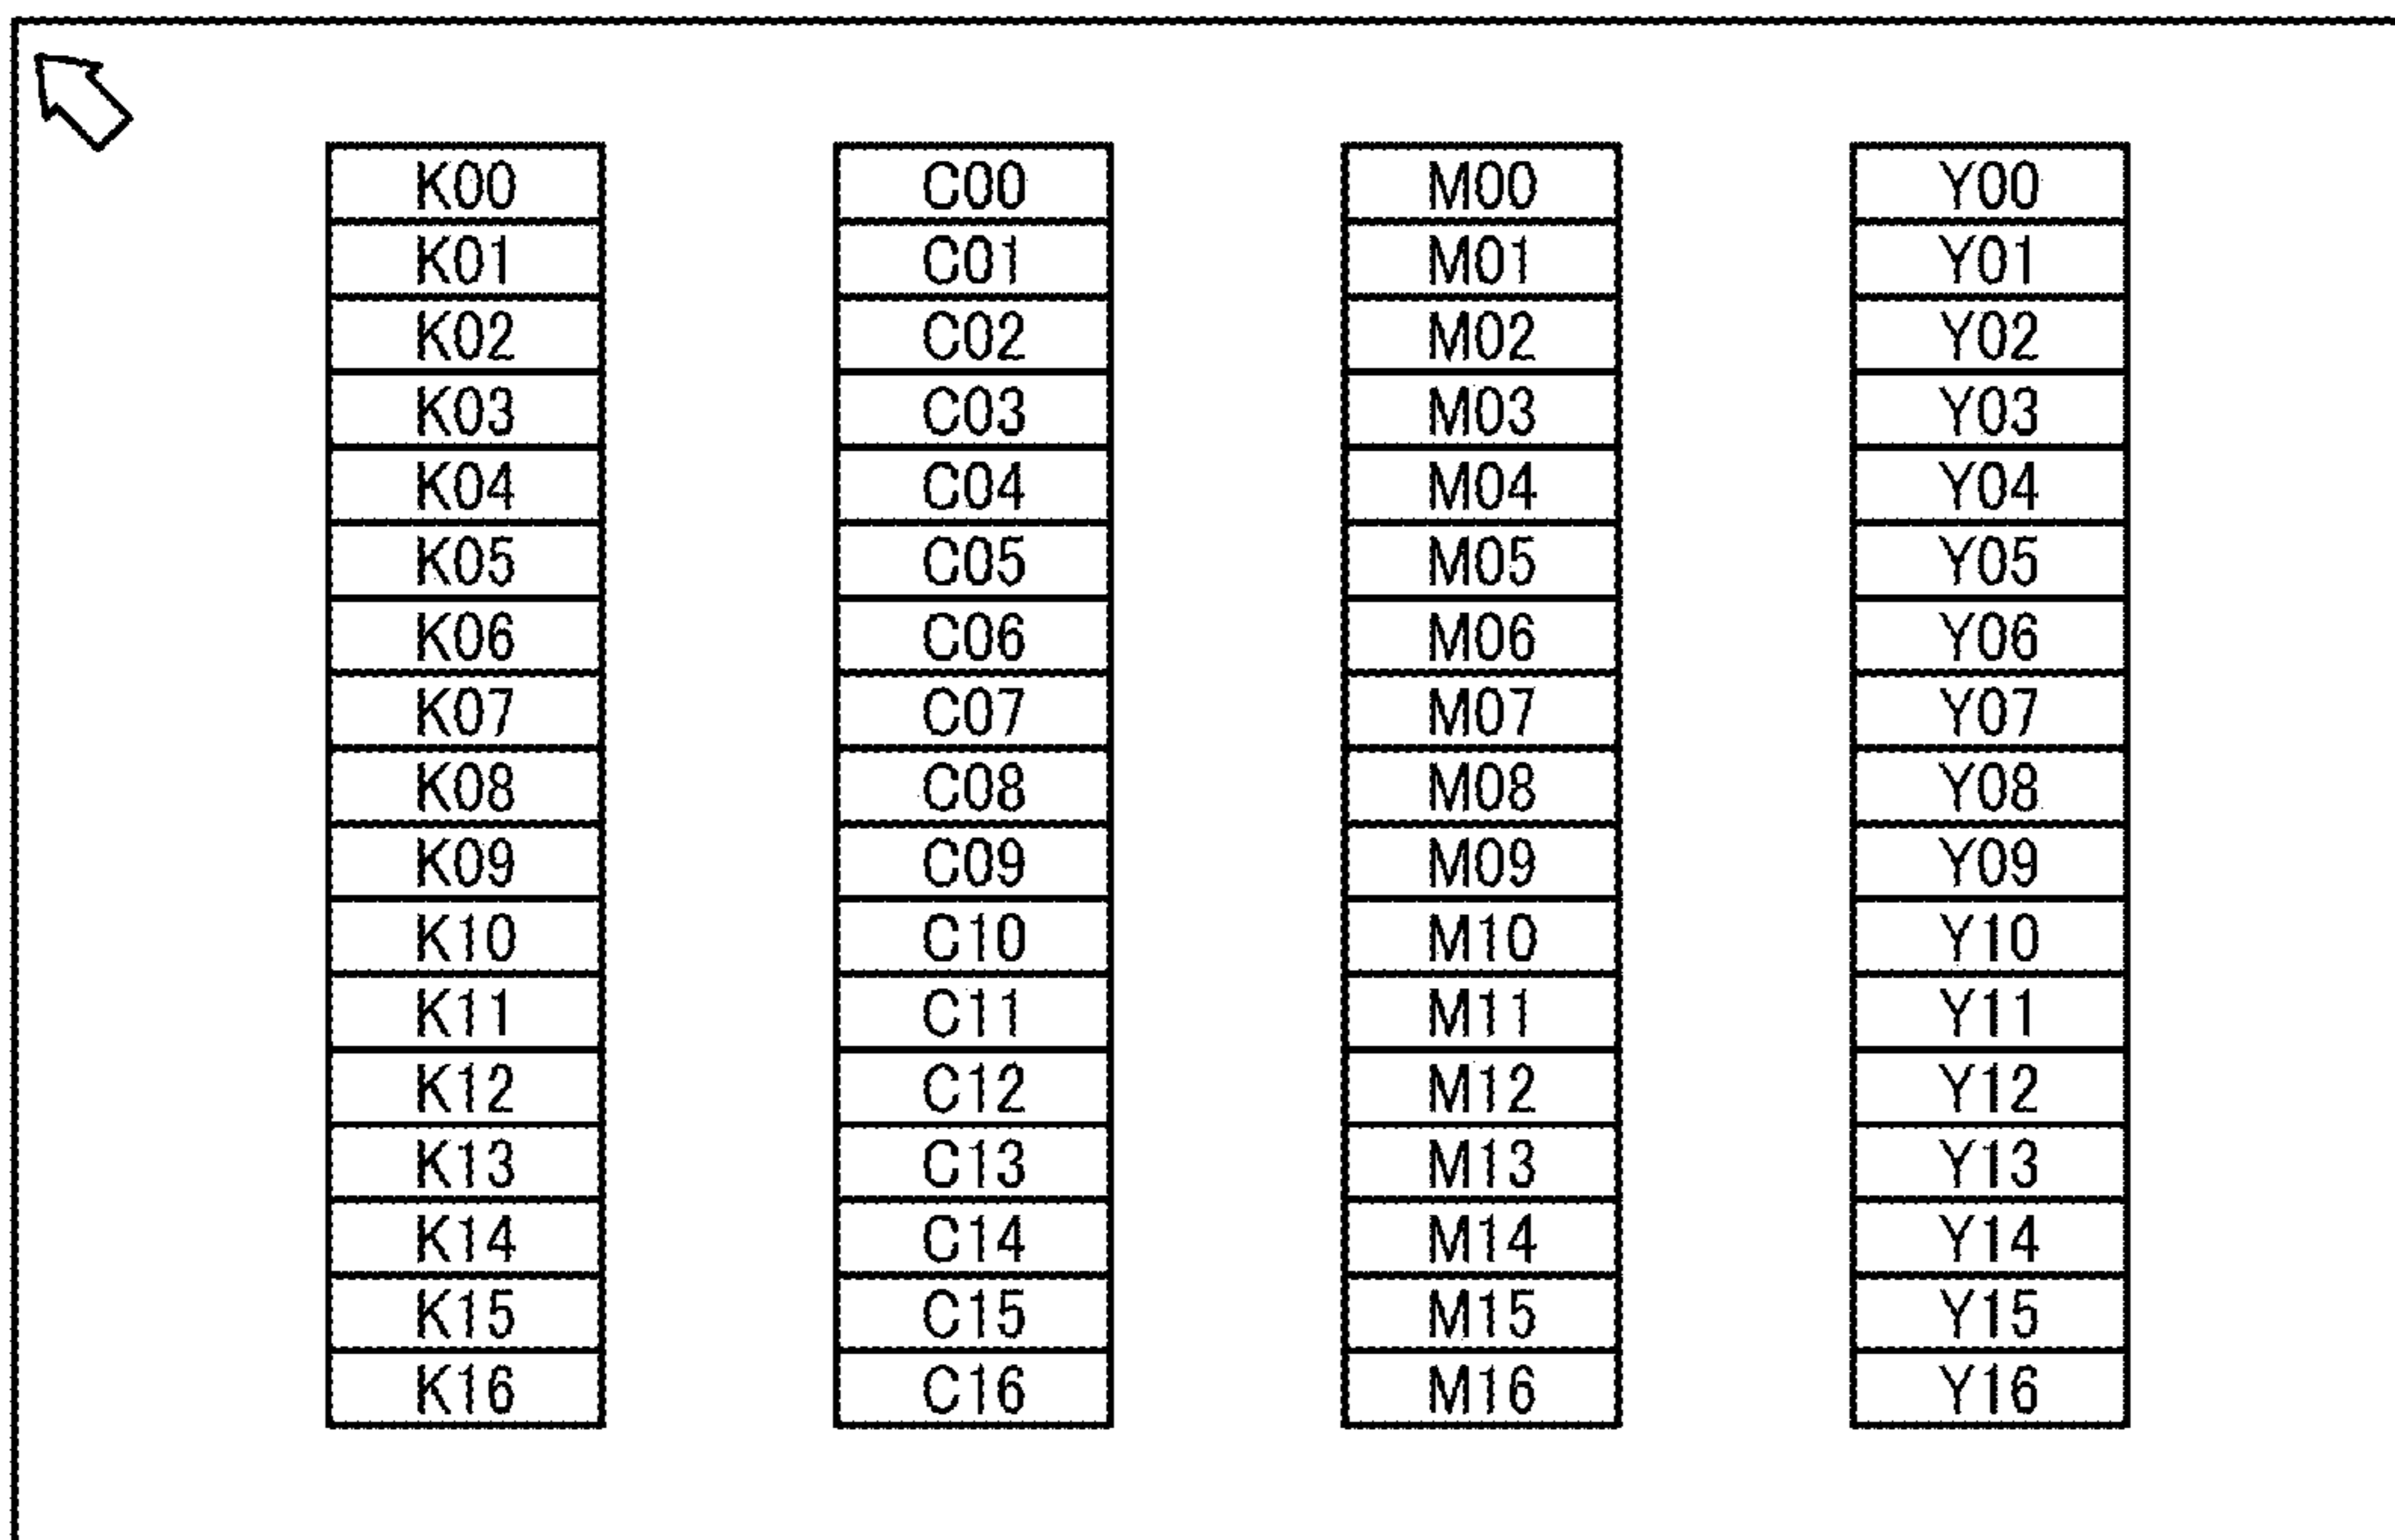 K00 C00 M00 Y00
K01 C01 M01 Y01
K02 C02 M02 Y02
K03 C03 M03 Y03
K04 C04 M04 Y04
K05 C05 M05 Y05
K06 C06 M06 Y06
K07 C07 M07 Y07
K08 C08 M08 Y08
K09 C09 M09 Y09
K10 C10 M10 Y10
K11 C11 M11 Y11
K12 C12 M12 Y12
K13 C13 M13 Y13
K14 C14 M14 Y14
K15 C15 M15 Y15
K16 C16 M16 Y16